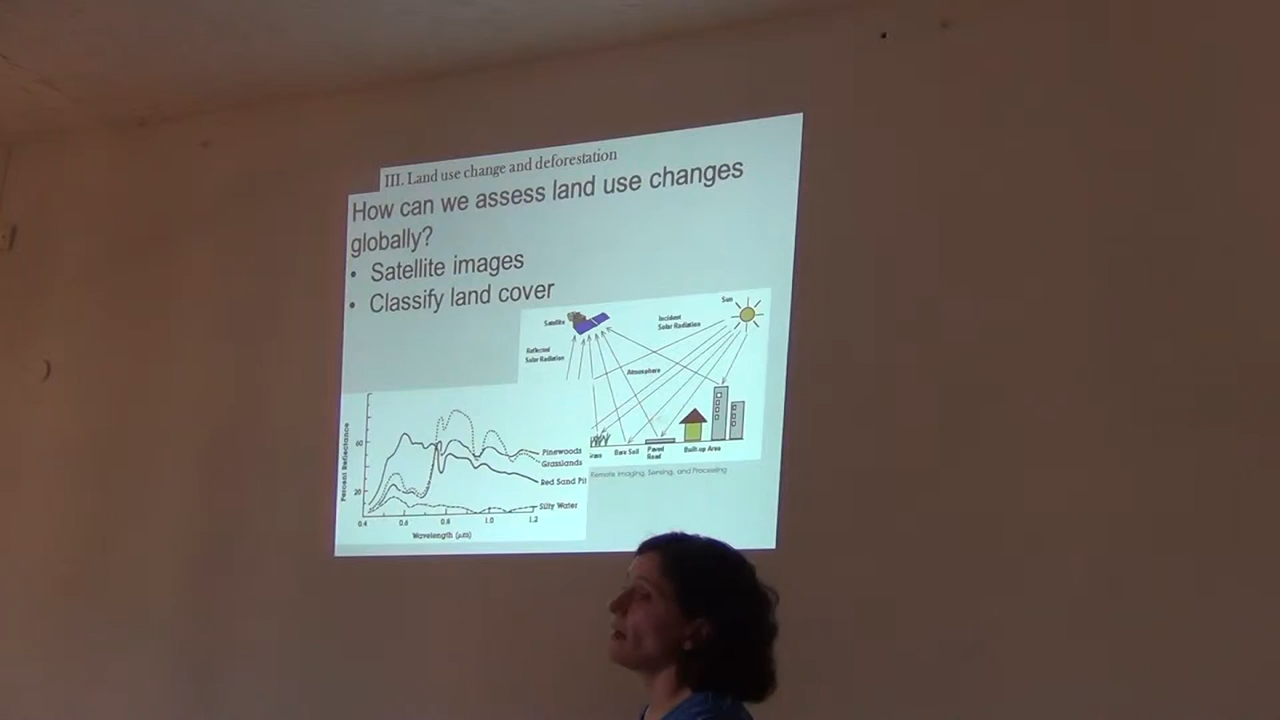 III. Land use change and deforestation
How can we assess land use changes
globally?
• Satellite images
• Classify land cover
Sun
Satellite
Incident
Solar Radiation
Reflected
Solar Radiation
Atmosphere
Bare Soil
Paved
Road
Built up Area
Remote Imaging, Sensing, and Processing
Percent Reflectance
60
20
Pinewoods
Grasslands
Red Sand Pit
Silty Water
0.4 0.6 0.8 1.0 1.2
Wavelength (μm)